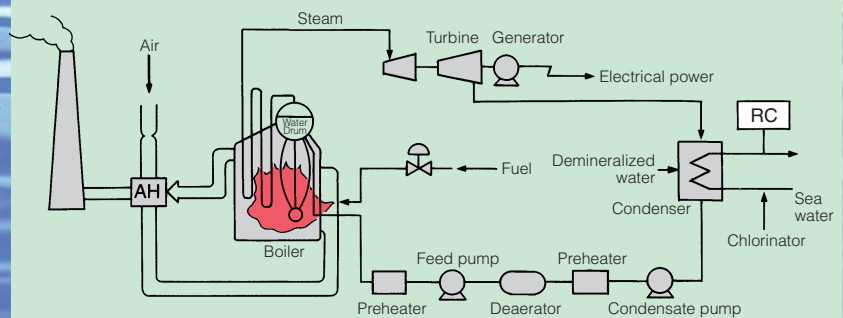 Steam
Air
Turbine
Generator
Electrical power
RC
Water
Drum
Fuel
Demineralized
water
AH
Condenser
Sea
water
Chlorinator
Boiler
Feed pump
Preheater
Preheater
Deaerator
Condensate pump